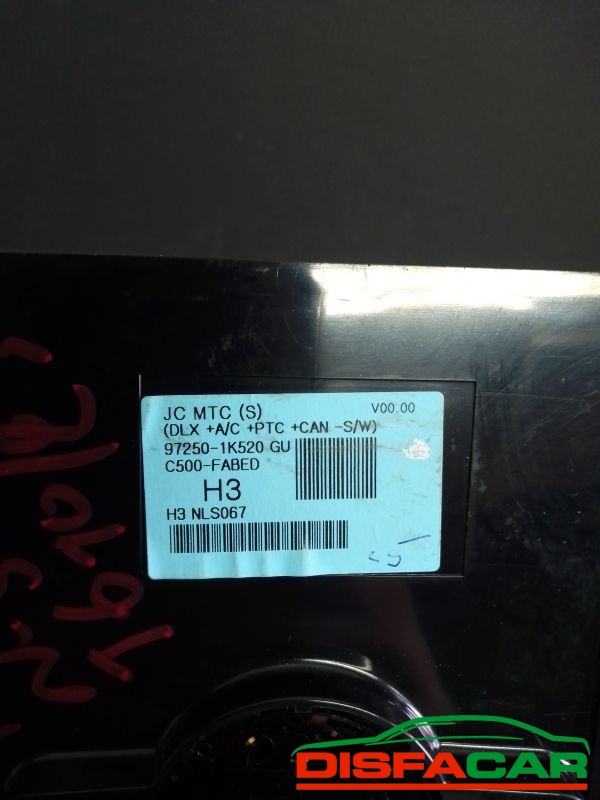 JC MTC (S)
V00.00
(DLX +A/C +PTC +CAN -S/W)
97250-1K520 GU
C500-FABED
H3
H3 NLS067
DISFACAR